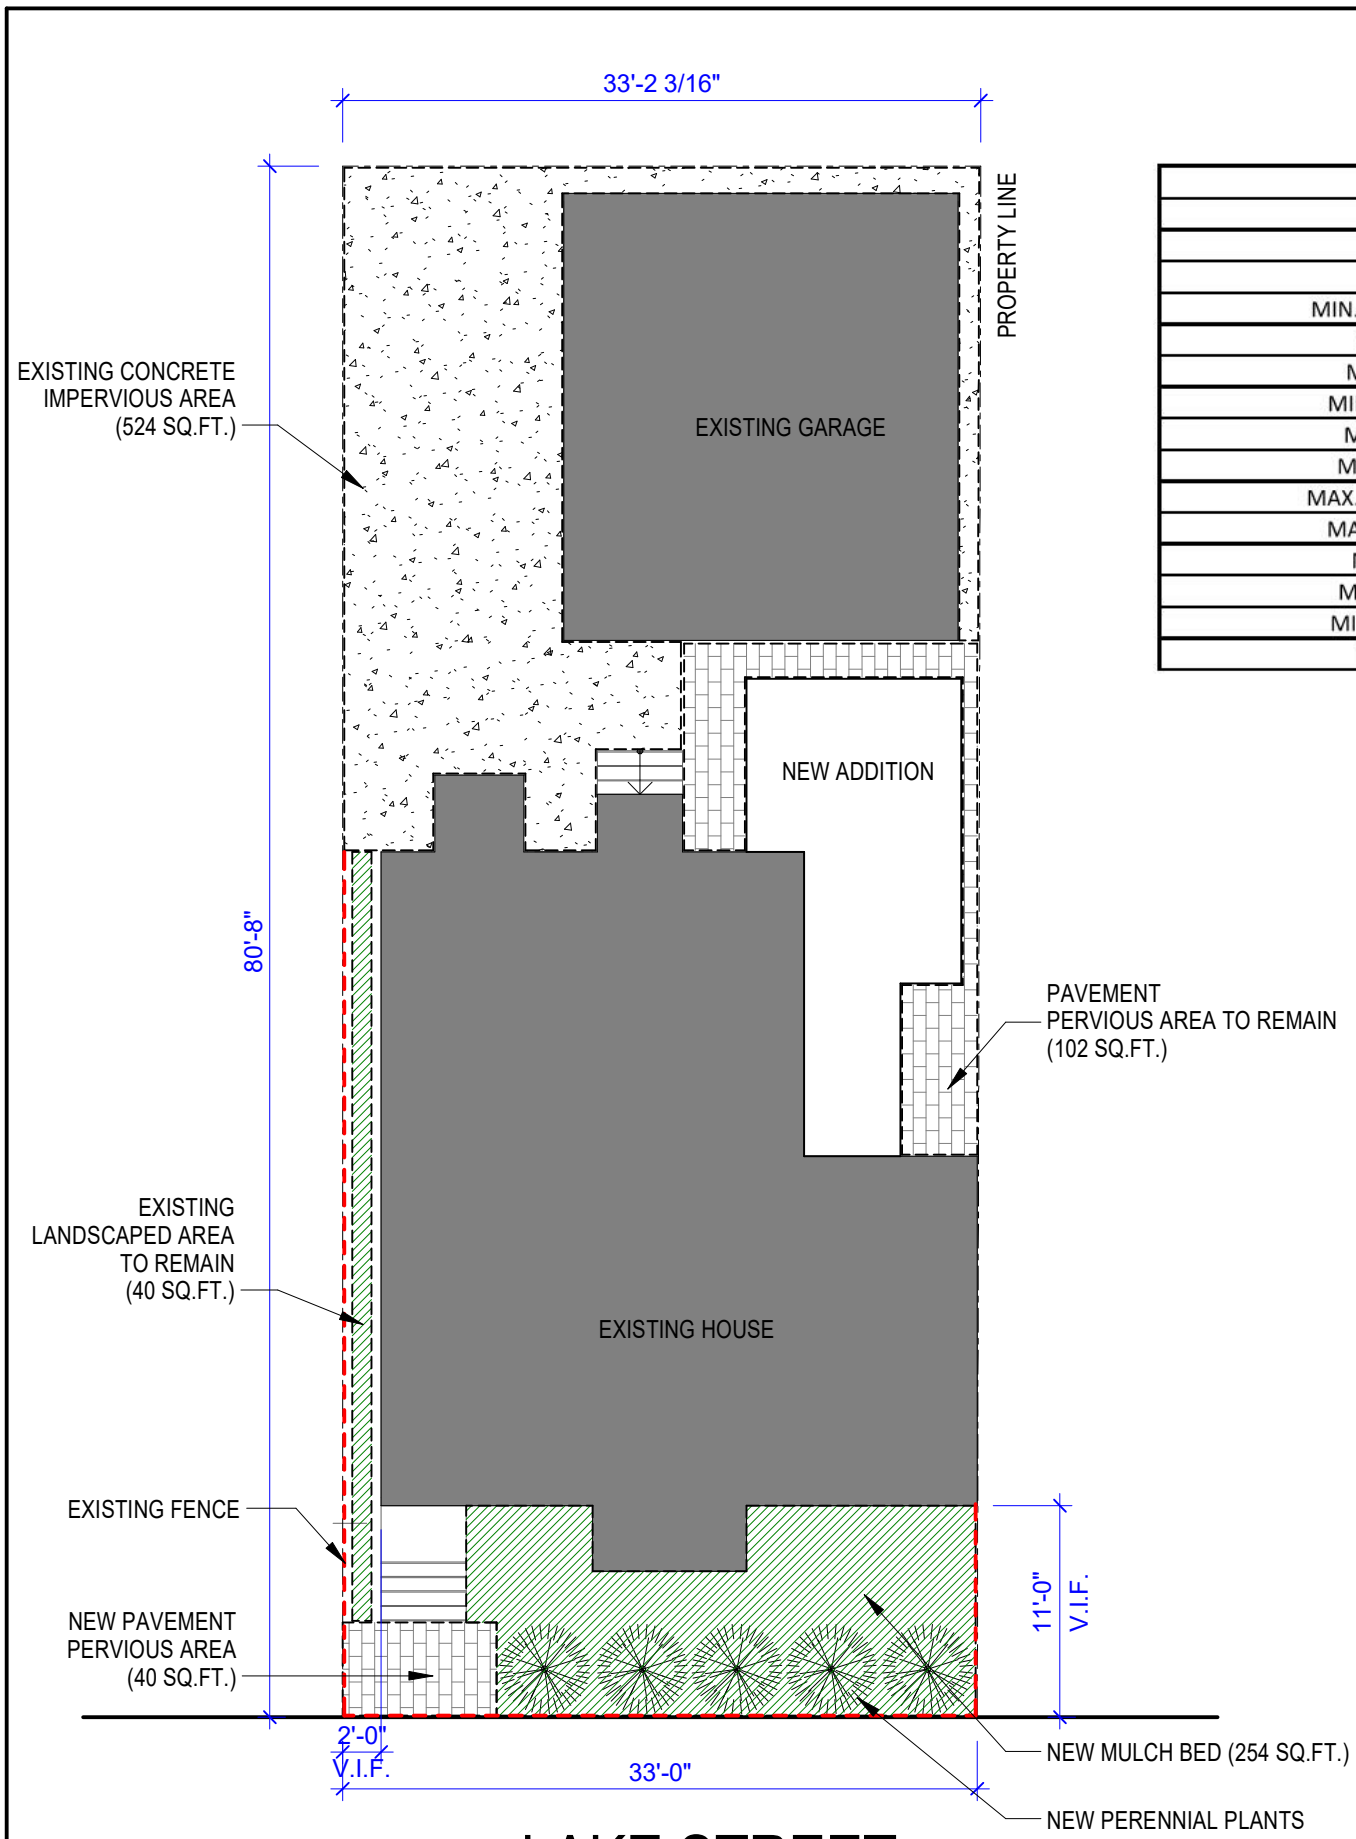 33'-2 3/16"
PROPERTY LINE
MIN.
MI
M
MAX.
MA
M
MI
EXISTING CONCRETE
IMPERVIOUS AREA
(524 SQ.FT.)
EXISTING GARAGE
NEW ADDITION
80'-8"
PAVEMENT
PERVIOUS AREA TO REMAIN
(102 SQ.FT.)
EXISTING
LANDSCAPED AREA
TO REMAIN
(40 SQ.FT.)
EXISTING HOUSE
EXISTING FENCE
11'-0"
V.I.F.
NEW PAVEMENT
PERVIOUS AREA
(40 SQ.FT.)
2'-0"
V.I.F.
33'-0"
NEW MULCH BED (254 SQ.FT.)
NEW PERENNIAL PLANTS
LAKE STREET